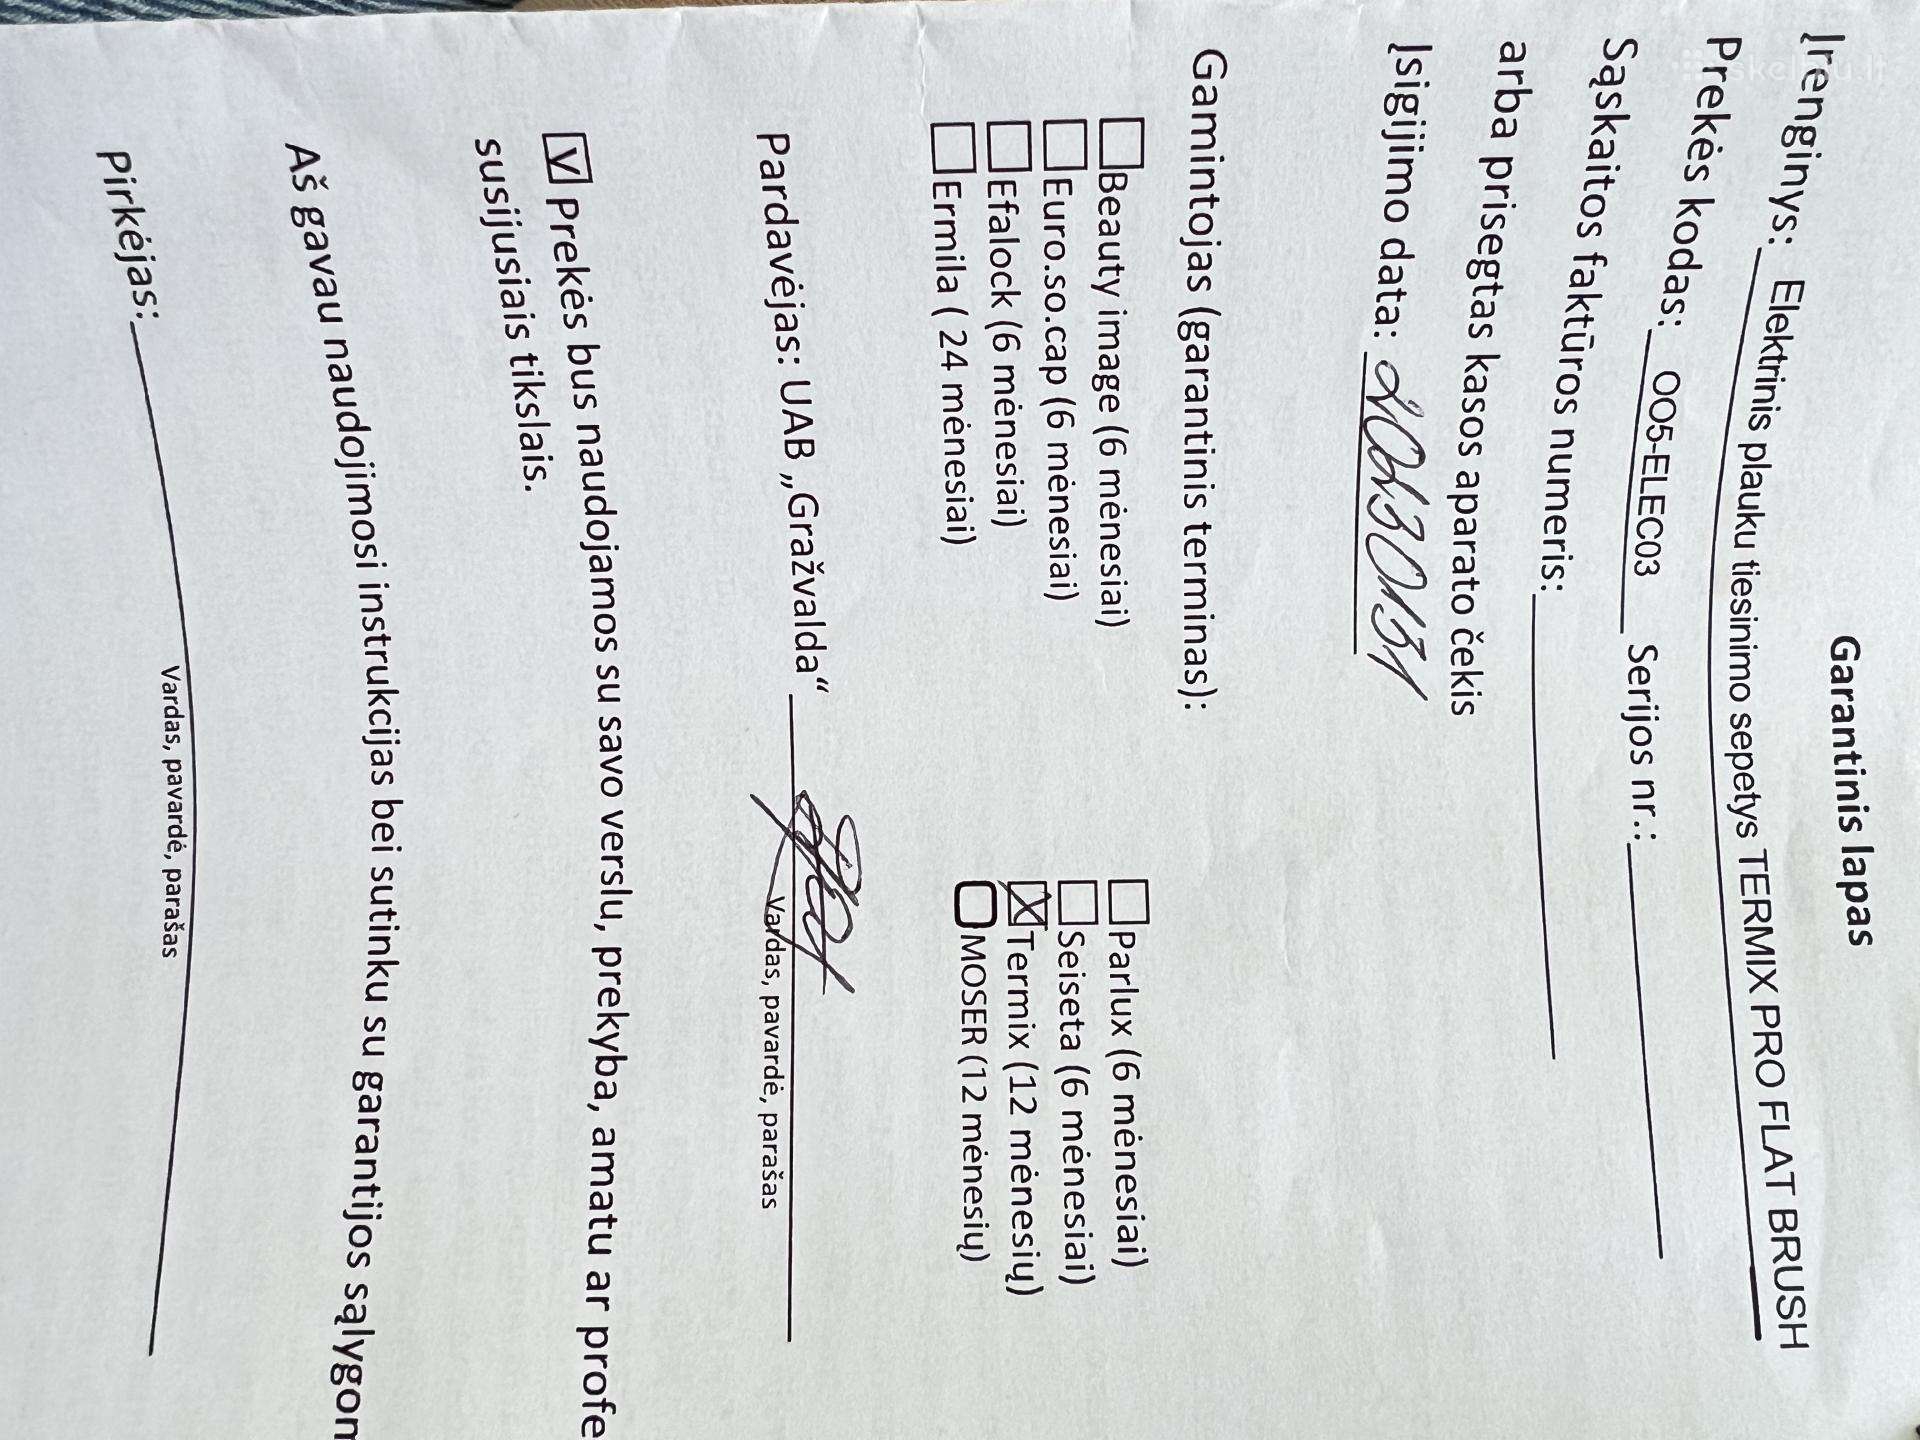 Garantinis lapas
Įrenginys: Elektrinis plauku tiesinimo sepetys TERMIX PRO FLAT BRUSH
Prekės kodas: OO5-ELEC03 Serijos nr.:
Sąskaitos faktūros numeris:
arba prisegtas kasos aparato čekis
Įsigijimo data: 20230131
Gamintojas (garantinis terminas):
Beauty image (6 mėnesiai)
Euro.so.cap (6 mėnesiai)
Efalock (6 mėnesiai)
Ermila ( 24 mėnesiai)
Parlux (6 mėnesiai)
Seiseta (6 mėnesiai)
Termix (12 mėnesių)
MOSER (12 mėnesių)
Pardavėjas: UAB „Gražvalda“
Vardas, pavardė, parašas
V Prekės bus naudojamos su savo verslu, prekyba, amatu ar profe
susijusiais tikslais.
Aš gavau naudojimosi instrukcijas bei sutinku su garantijos sąlygom
Pirkėjas:
Vardas, pavardė, parašas